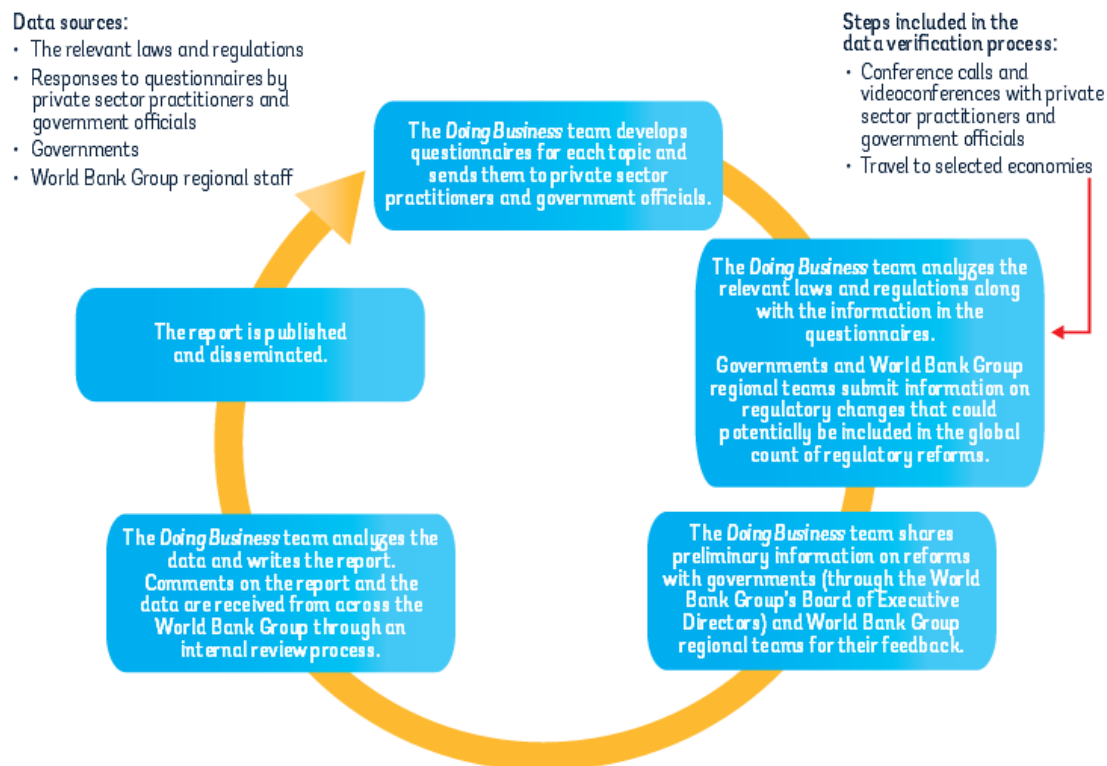 Data sources:
• The relevant laws and regulations
• Responses to questionnaires by
private sector practitioners and
government officials
• Governments
• World Bank Group regional staff
Steps included in the
data verification process:
• Conference calls and
videoconferences with private
sector practitioners and
government officials
• Travel to selected economies
The Doing Business team develops
questionnaires for each topic and
sends them to private sector
practitioners and government officials.
The Doing Business team analyzes the
relevant laws and regulations along
with the information in the
questionnaires.
Governments and World Bank Group
regional teams submit information on
regulatory changes that could
potentially be included in the global
count of regulatory reforms.
The Doing Business team shares
preliminary information on reforms
with governments (through the World
Bank Group's Board of Executive
Directors) and World Bank Group
regional teams for their feedback.
The Doing Business team analyzes the
data and writes the report.
Comments on the report and the
data are received from across the
World Bank Group through an
internal review process.
The report is published
and disseminated.